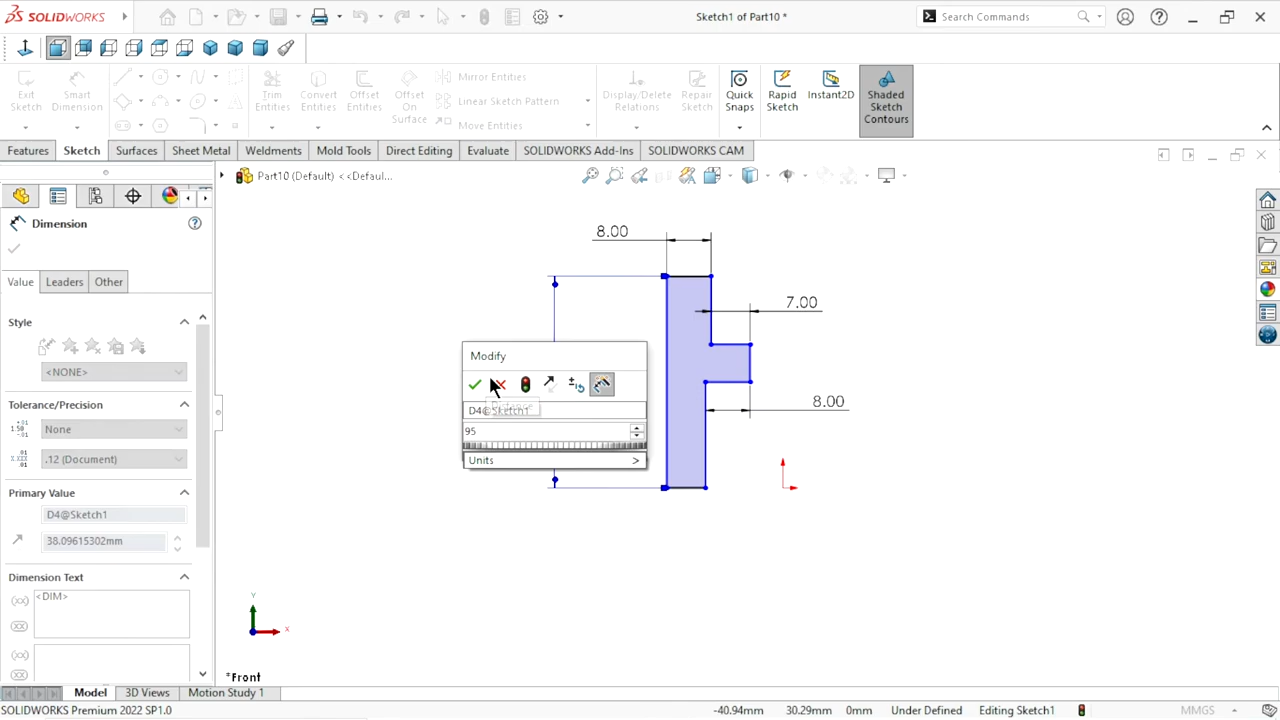 SOLIDWORKS
Sketch1 of Part10 *
Search Commands
Exit Sketch
Smart Dimension
Trim Entities
Convert Entities
Offset Entities
Offset On Surface
Mirror Entities
Linear Sketch Pattern
Move Entities
Display/Delete Relations
Repair Sketch
Quick Snaps
Rapid Sketch
Instant2D
Shaded Sketch Contours
Features
Sketch
Surfaces
Sheet Metal
Weldments
Mold Tools
Direct Editing
Evaluate
SOLIDWORKS Add-Ins
SOLIDWORKS CAM
Part10 (Default) < <Defaul...
Dimension
Value
Leaders
Other
Style
<NONE>
Tolerance/Precision
None
.12 (Document)
Primary Value
D4@Sketch1
38.09615302mm
Dimension Text
<DIM>
8.00
7.00
8.00
Modify
D4@Sketch1
95
Units
Y
X
*Front
Model
3D Views
Motion Study 1
SOLIDWORKS Premium 2022 SP1.0
-40.94mm
30.29mm
0mm
Under Defined
Editing Sketch1
MMGS